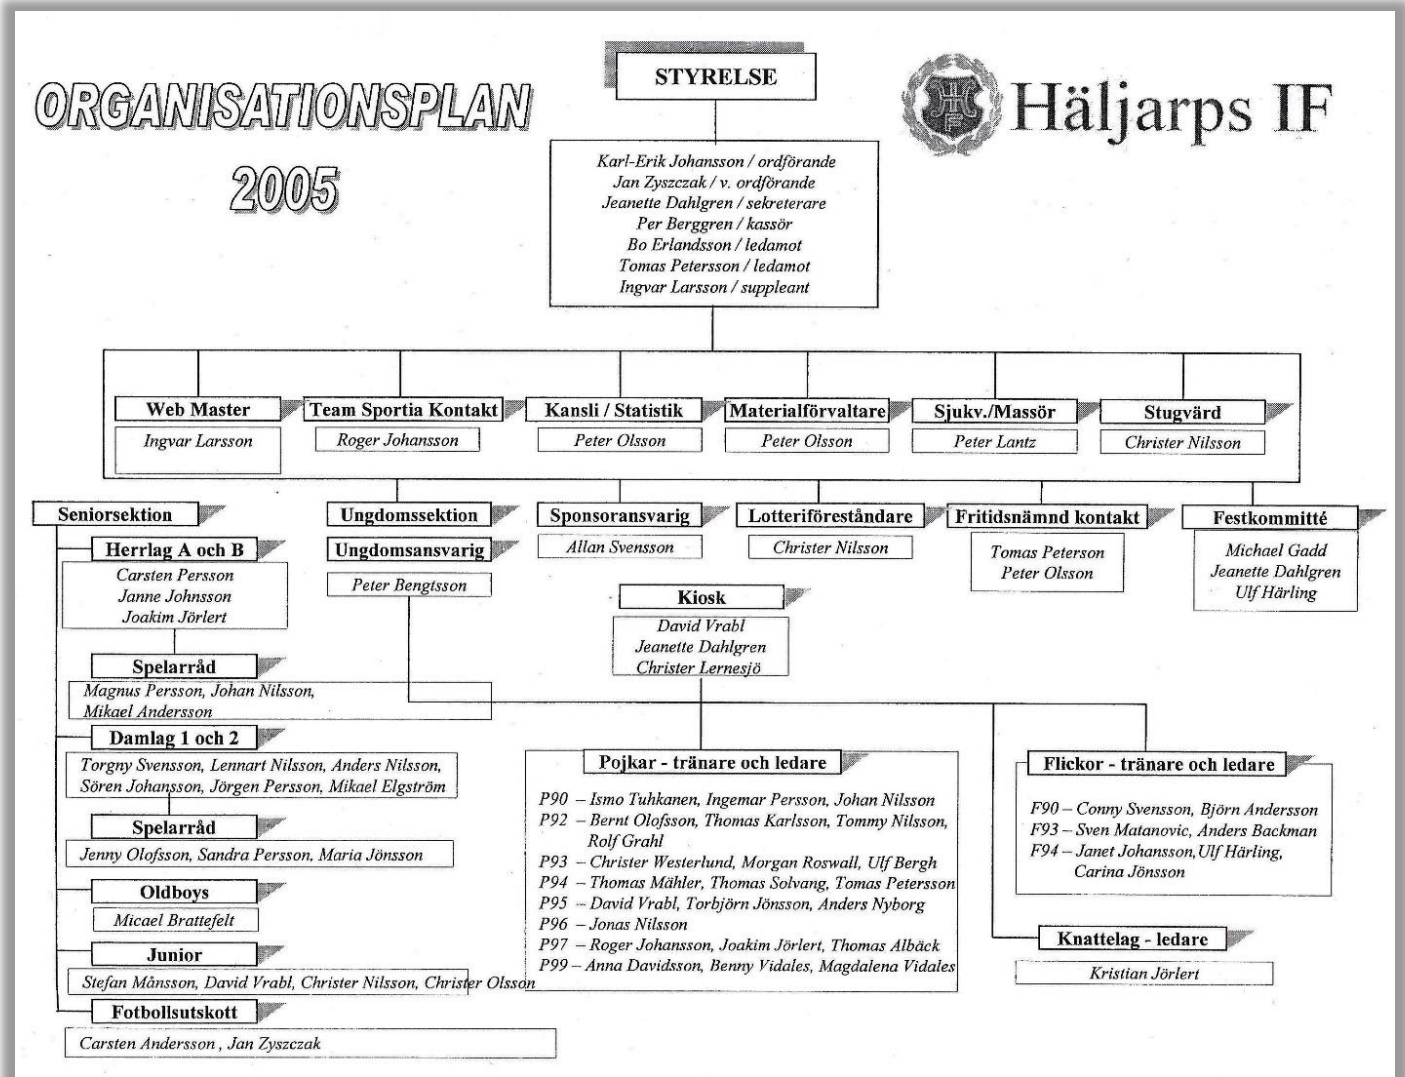 ORGANISATIONSPLAN
2005
STYRELSE
Häljarps IF
Karl-Erik Johansson / ordförande
Jan Zyszczak / v. ordförande
Jeanette Dahlgren / sekreterare
Per Berggren / kassör
Bo Erlandsson / ledamot
Tomas Petersson / ledamot
Ingvar Larsson / suppleant
Web Master
Ingvar Larsson
Team Sportia Kontakt
Roger Johansson
Kansli / Statistik
Peter Olsson
Materialförvaltare
Peter Olsson
Sjukv./Massör
Peter Lantz
Stugvärd
Christer Nilsson
Seniorsektion
Herrlag A och B
Carsten Persson
Janne Johnsson
Joakim Jörlert
Spelarråd
Magnus Persson, Johan Nilsson,
Mikael Andersson
Damlag 1 och 2
Torgny Svensson, Lennart Nilsson, Anders Nilsson,
Sören Johansson, Jörgen Persson, Mikael Elgström
Spelarråd
Jenny Olofsson, Sandra Persson, Maria Jönsson
Oldboys
Micael Brattefelt
Junior
Stefan Månsson, David Vrabl, Christer Nilsson, Christer Olsson
Fotbollsutskott
Carsten Andersson , Jan Zyszczak
Ungdomssektion
Ungdomsansvarig
Peter Bengtsson
Sponsoransvarig
Allan Svensson
Lotteriföreståndare
Christer Nilsson
Fritidsnämnd kontakt
Tomas Peterson
Peter Olsson
Festkommitté
Michael Gadd
Jeanette Dahlgren
Ulf Härling
Kiosk
David Vrabl
Jeanette Dahlgren
Christer Lernesjö
Pojkar - tränare och ledare
P90 – Ismo Tuhkanen, Ingemar Persson, Johan Nilsson
P92 – Bernt Olofsson, Thomas Karlsson, Tommy Nilsson,
Rolf Grahl
P93 – Christer Westerlund, Morgan Roswall, Ulf Bergh
P94 – Thomas Mähler, Thomas Solvang, Tomas Petersson
P95 – David Vrabl, Torbjörn Jönsson, Anders Nyborg
P96 – Jonas Nilsson
P97 – Roger Johansson, Joakim Jörlert, Thomas Albäck
P99 – Anna Davidsson, Benny Vidales, Magdalena Vidales
Flickor - tränare och ledare
F90 – Conny Svensson, Björn Andersson
F93 – Sven Matanovic, Anders Backman
F94 – Janet Johansson, Ulf Härling,
Carina Jönsson
Knattelag - ledare
Kristian Jörlert